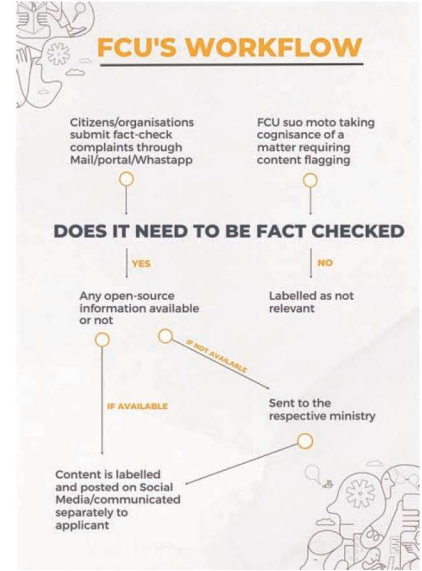 FCU'S WORKFLOW
Citizens/organisations
submit fact-check
complaints through
Mail/portal/Whastapp
FCU suo moto taking
cognisance of a
matter requiring
content flagging
DOES IT NEED TO BE FACT CHECKED
YES
NO
Any open-source
information available
or not
Labelled as not
relevant
IF NOT AVAILABLE
IF AVAILABLE
Sent to the
respective ministry
Content is labelled
and posted on Social
Media/communicated
separately to
applicant